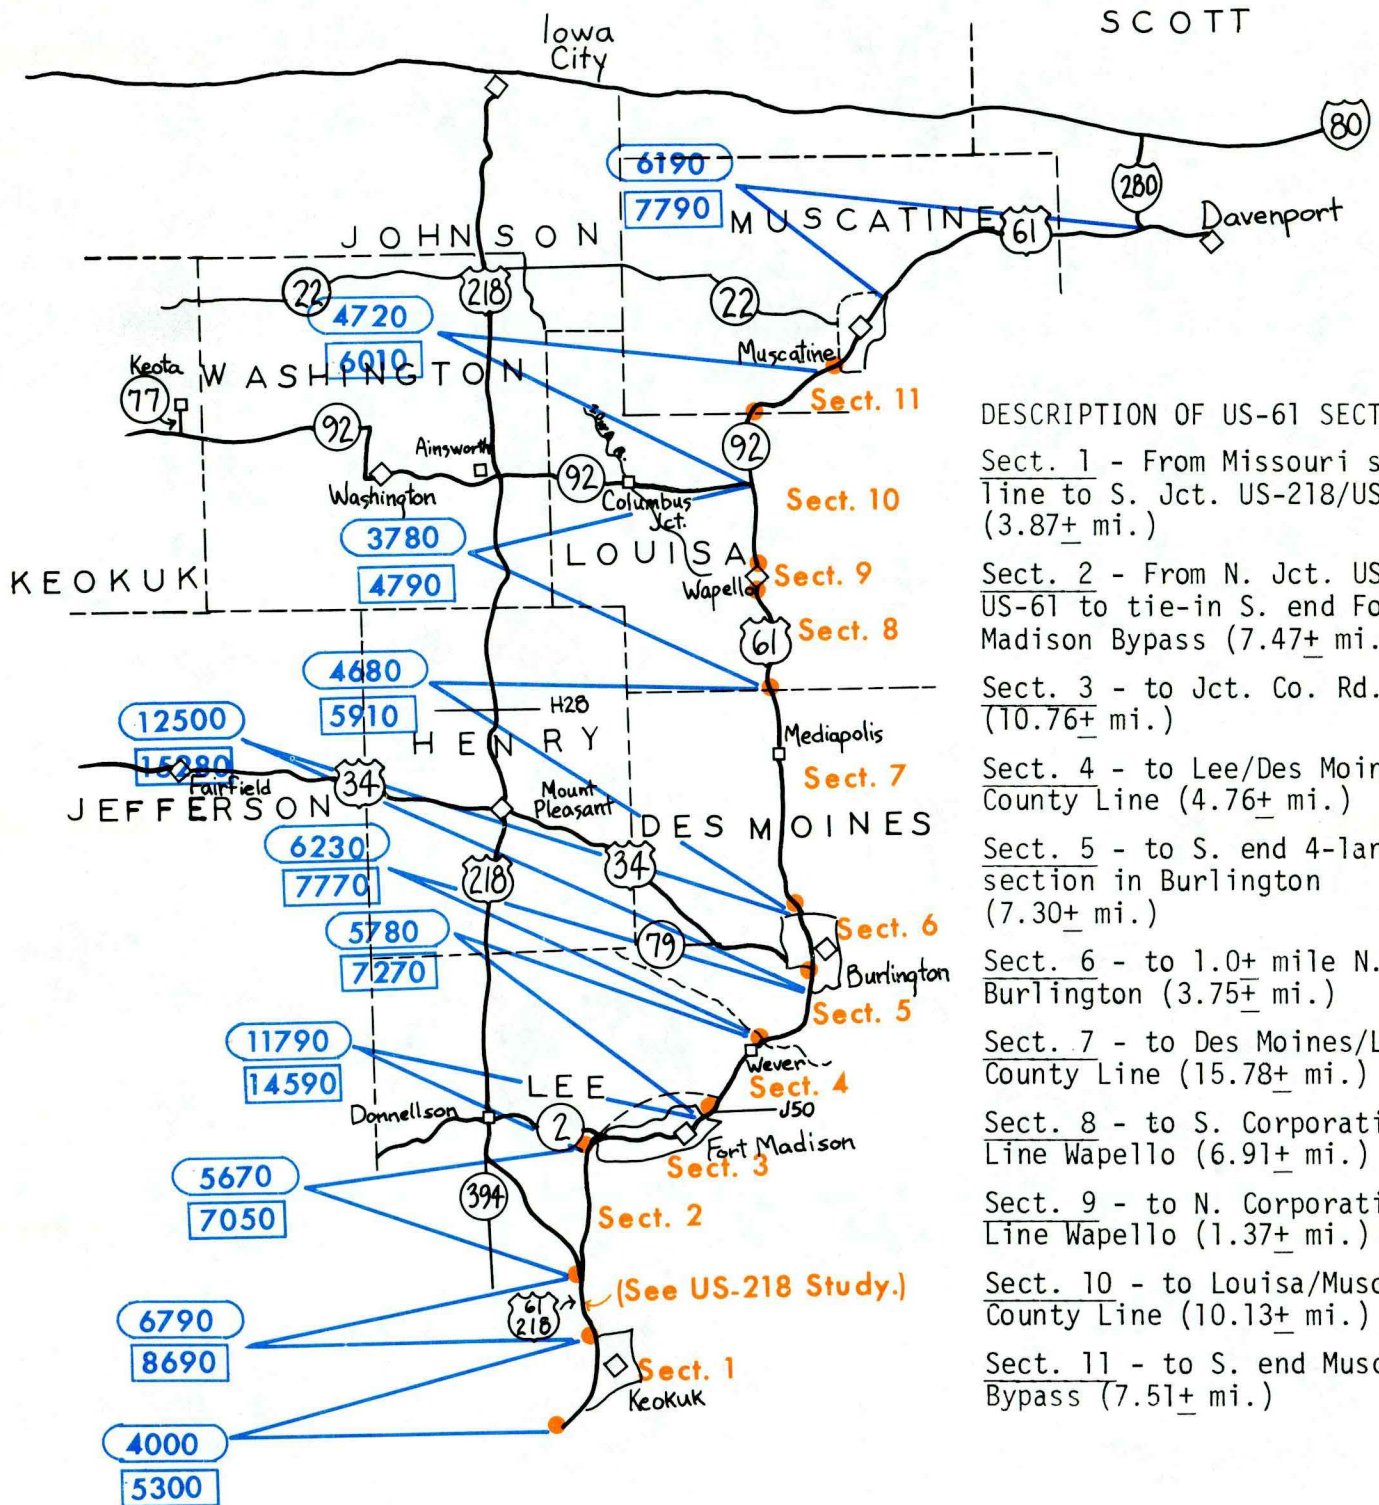 SCOTT
Iowa
City
80
6190
7790
280
MUSCATINE
61
Davenport
JOHNSON
22
218
22
4720
6010
Muscatine
Keota
WASHINGTON
77
Sect. 11
92
Ainsworth
92
92
Washington
Columbus
Jct.
Sect. 10
3780
4790
LOUISA
KEOKUK
Sect. 9
Wapello
61
Sect. 8
4680
5910
H28
12500
HENRY
Mediapolis
34
Fairfield
Sect. 7
JEFFERSON
Mount
Pleasant
DES MOINES
6230
7770
218
34
5780
7270
79
Sect. 6
Burlington
Sect. 5
11790
14590
Wever
LEE
Sect. 4
J50
Donnellson
2
Fort Madison
Sect. 3
5670
7050
394
Sect. 2
(See US-218 Study.)
61
218
6790
8690
Sect. 1
Keokuk
4000
5300
DESCRIPTION OF US-61 SECT
Sect. 1 - From Missouri s
line to S. Jct. US-218/US
(3.87± mi.)
Sect. 2 - From N. Jct. US
US-61 to tie-in S. end Fo
Madison Bypass (7.47± mi.
Sect. 3 - to Jct. Co. Rd.
(10.76± mi.)
Sect. 4 - to Lee/Des Moin
County Line (4.76± mi.)
Sect. 5 - to S. end 4-lan
section in Burlington
(7.30± mi.)
Sect. 6 - to 1.0± mile N.
Burlington (3.75± mi.)
Sect. 7 - to Des Moines/L
County Line (15.78± mi.)
Sect. 8 - to S. Corporati
Line Wapello (6.91± mi.)
Sect. 9 - to N. Corporati
Line Wapello (1.37± mi.)
Sect. 10 - to Louisa/Musc
County Line (10.13± mi.)
Sect. 11 - to S. end Musc
Bypass (7.51± mi.)